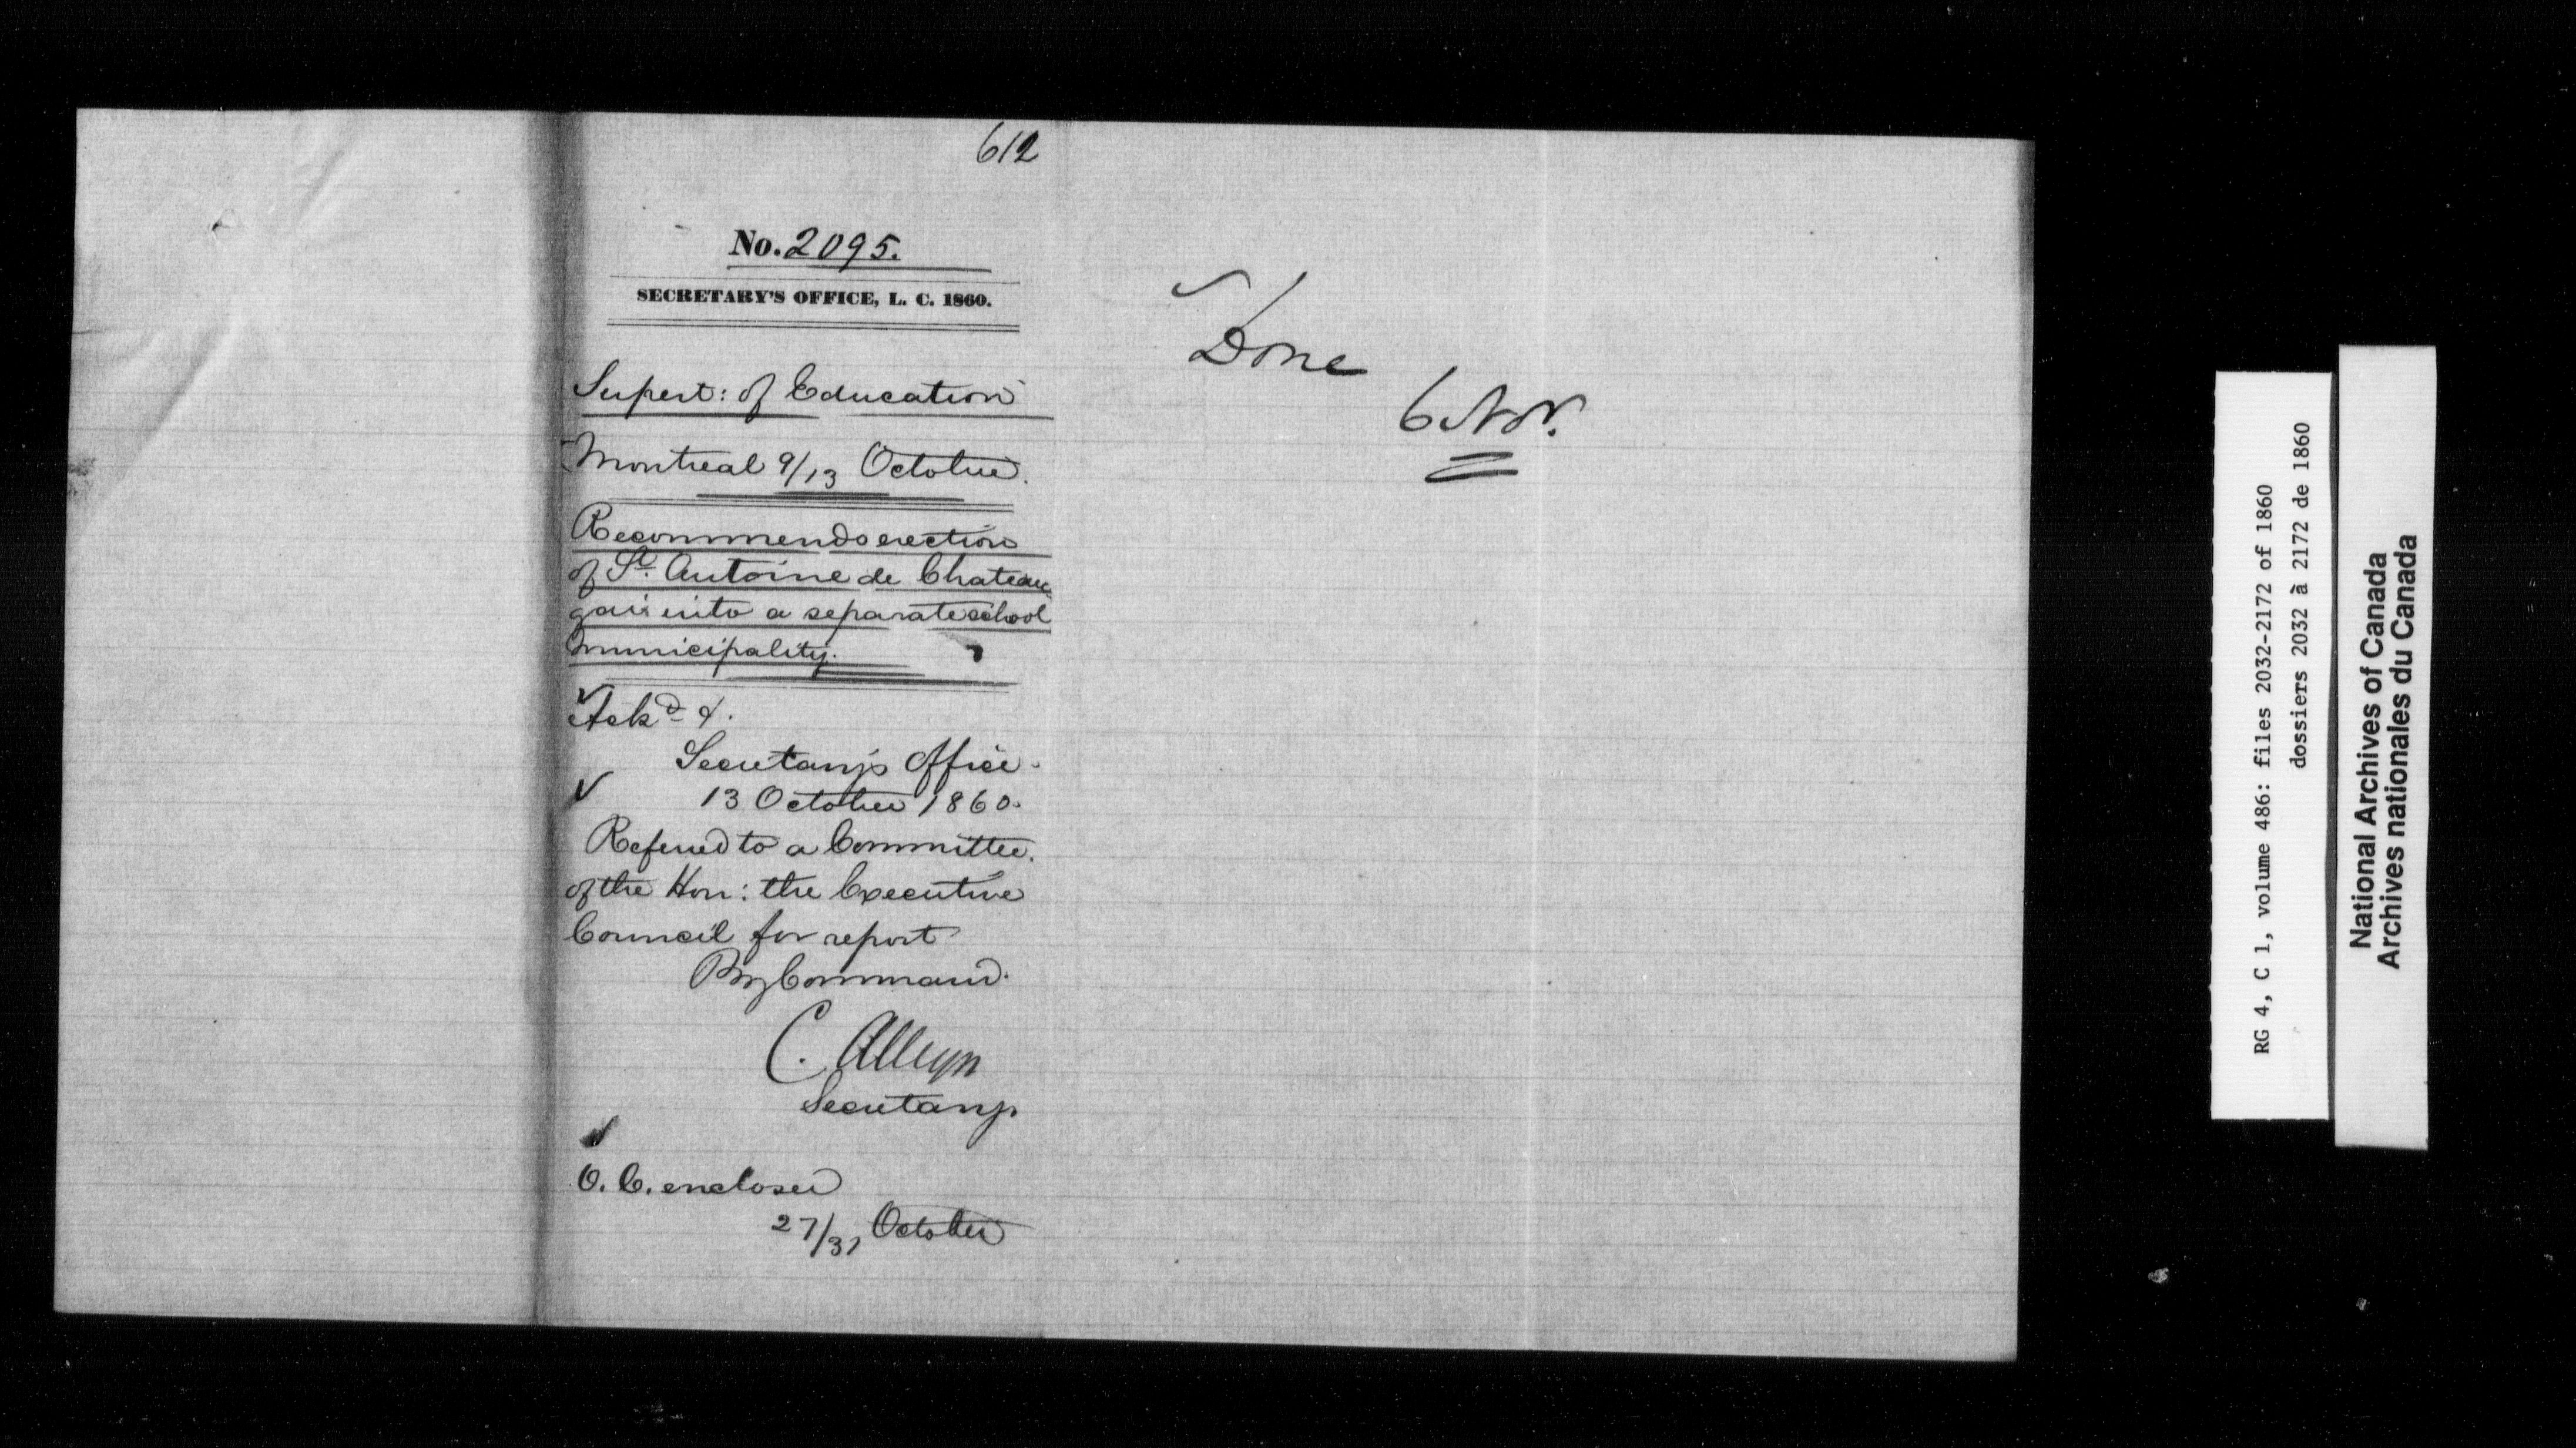 612
No. 2095.
SECRETARY'S OFFICE, L. C. 1860.
Supert: of Education
Montreal 9/13 October.
Recommends erection
of St. Antoine de Chateau
gai into a separate school
municipality.
Ackd &.
Secretary's Office.
13 October 1860.
Referred to a Committee
of the Hon: the Executive
Council for report
By Command.
C. Alleyn
Secretary
O. C. enclosed
27/31 October
Done
6 Nov.
RG 4, C 1, volume 486: files 2032-2172 of 1860
dossiers 2032 à 2172 de 1860
National Archives of Canada
Archives nationales du Canada